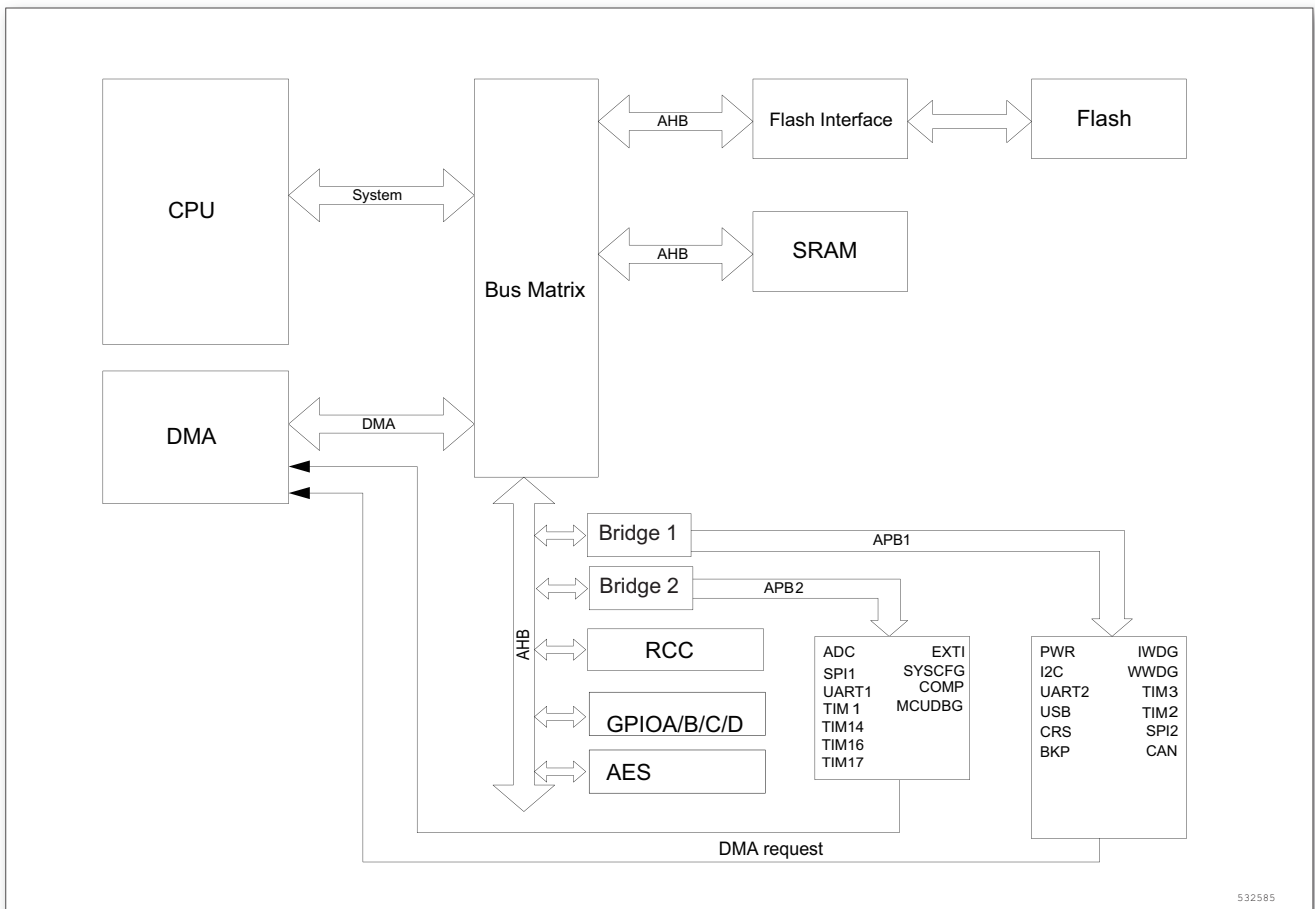 CPU
System
Bus Matrix
AHB
Flash Interface
Flash
AHB
SRAM
DMA
DMA
AHB
Bridge 1
APB1
Bridge 2
APB2
RCC
GPIOA/B/C/D
AES
ADC EXTI
SPI1 SYSCFG
UART1 COMP
TIM 1 MCUDBG
TIM14
TIM16
TIM17
PWR IWDG
I2C WWDG
UART2 TIM3
USB TIM2
CRS SPI2
BKP CAN
DMA request
532585